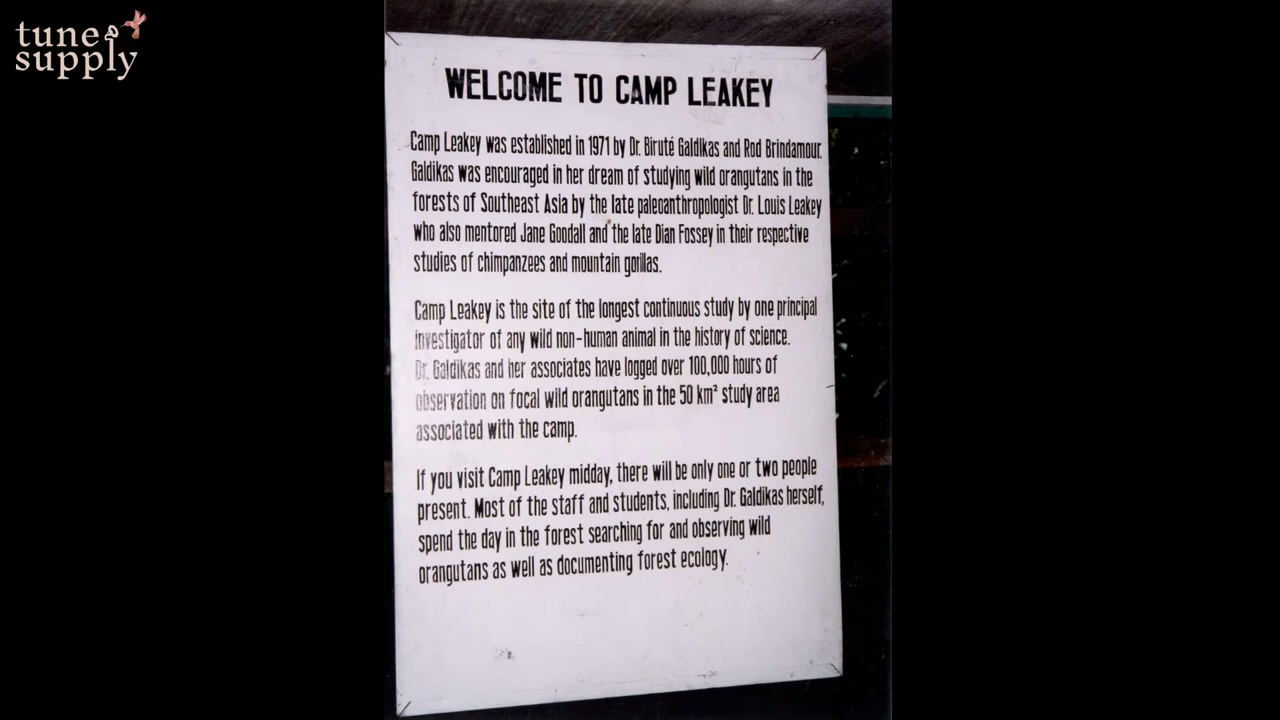 tune
supply
WELCOME TO CAMP LEAKEY
Camp Leakey was established in 1971 by Dr. Biruté Galdikas and Rod Brindamour.
Galdikas was encouraged in her dream of studying wild orangutans in the
forests of Southeast Asia by the late paleoanthropologist Dr. Louis Leakey
who also mentored Jane Goodall and the late Dian Fossey in their respective
studies of chimpanzees and mountain gorillas.
Camp Leakey is the site of the longest continuous study by one principal
investigator of any wild non-human animal in the history of science.
Dr. Galdikas and her associates have logged over 100,000 hours of
observation on focal wild orangutans in the 50 km² study area
associated with the camp.
If you visit Camp Leakey midday, there will be only one or two people
present. Most of the staff and students, including Dr. Galdikas herself,
spend the day in the forest searching for and observing wild
orangutans as well as documenting forest ecology.